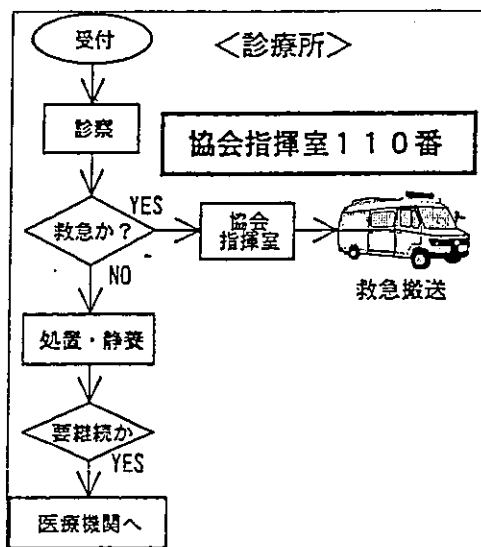 受付
<診療所>
診察
協会指揮室110番
救急か?
YES
協会
指揮室
救急搬送
NO
処置・静養
要継続か
YES
医療機関へ